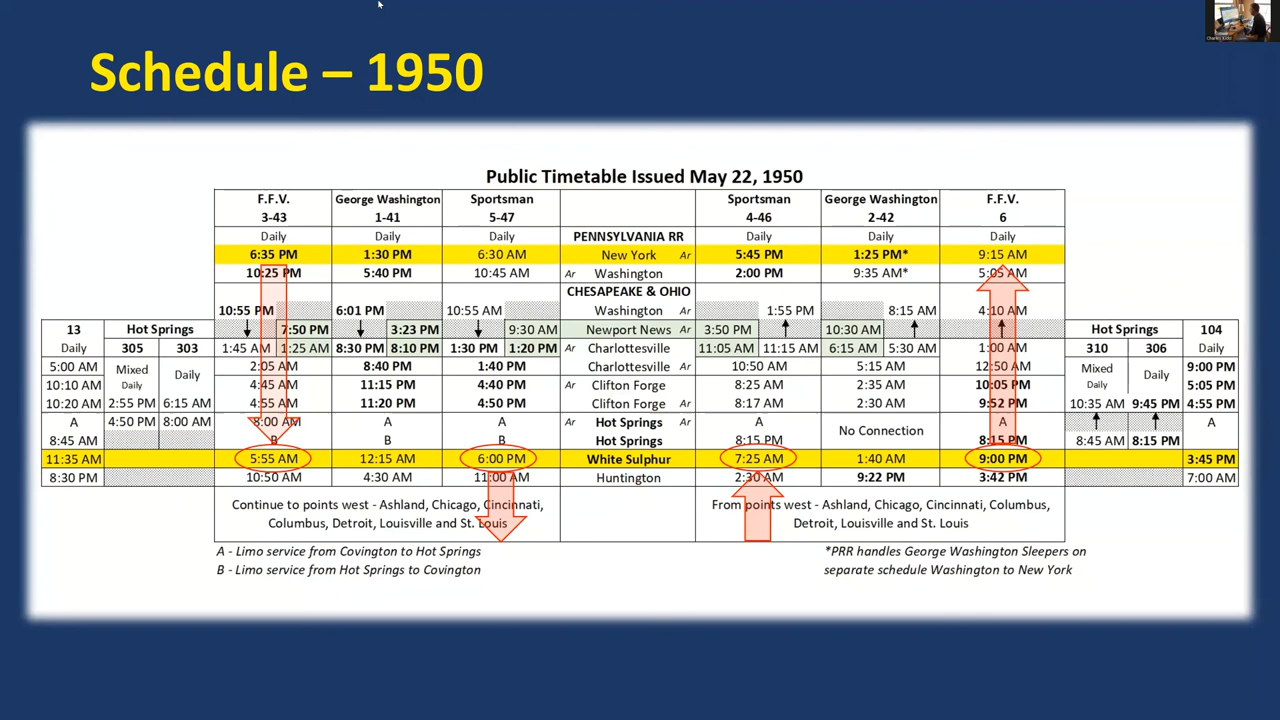 Schedule – 1950
Public Timetable Issued May 22, 1950
F.F.V. George Washington Sportsman Sportsman George Washington F.F.V.
3-43 1-41 5-47 4-46 2-42 6
Daily Daily Daily PENNSYLVANIA RR Daily Daily Daily
6:35 PM 1:30 PM 6:30 AM New York Ar 5:45 PM 1:25 PM* 9:15 AM
10:25 PM 5:40 PM 10:45 AM Ar Washington 2:00 PM 9:35 AM* 5:05 AM
CHESAPEAKE & OHIO
10:55 PM 6:01 PM 10:55 AM Washington 1:55 PM 8:15 AM 4:10 AM
13 Hot Springs 7:50 PM 3:23 PM 9:30 AM Newport News Ar 3:50 PM 10:30 AM Hot Springs 104
Daily 305 303 1:45 AM 1:25 AM 8:30 PM 8:10 PM 1:30 PM 1:20 PM Ar Charlottesville 11:05 AM 11:15 AM 6:15 AM 5:30 AM 1:00 AM 310 306 Daily
5:00 AM Mixed Daily Daily 2:05 AM 8:40 PM 1:40 PM Charlottesville Ar 10:50 AM 5:15 AM 12:50 AM Mixed Daily Daily 9:00 PM
10:10 AM 4:45 AM 11:15 PM 4:40 PM Ar Clifton Forge 8:25 AM 2:35 AM 10:05 PM 5:05 PM
10:20 AM 2:55 PM 6:15 AM 4:55 AM 11:20 PM 4:50 PM Clifton Forge Ar 8:17 AM 2:30 AM 9:52 PM 10:35 AM 9:45 PM 4:55 PM
A 4:50 PM 8:00 AM 8:00 AM A A Ar Hot Springs Ar A No Connection A A
8:45 AM B B B Hot Springs 8:15 PM 8:15 PM 8:45 AM 8:15 PM
11:35 AM 5:55 AM 12:15 AM 6:00 PM White Sulphur 7:25 AM 1:40 AM 9:00 PM 3:45 PM
8:30 PM 10:50 AM 4:30 AM 11:00 AM Huntington 2:30 AM 9:22 PM 3:42 PM 7:00 AM
Continue to points west - Ashland, Chicago, Cincinnati, From points west - Ashland, Chicago, Cincinnati, Columbus,
Columbus, Detroit, Louisville and St. Louis Detroit, Louisville and St. Louis
A - Limo service from Covington to Hot Springs *PRR handles George Washington Sleepers on
B - Limo service from Hot Springs to Covington separate schedule Washington to New York